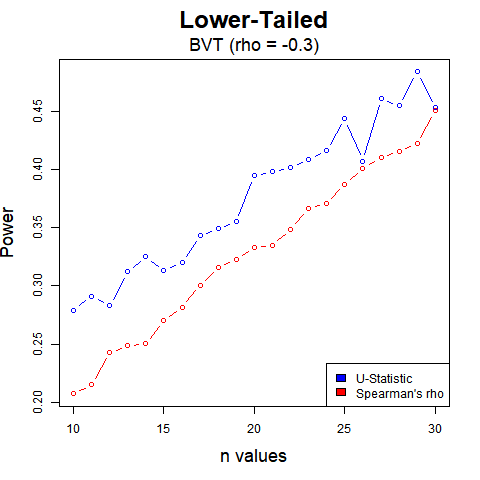 Lower-Tailed
BVT (rho = -0.3)
Power
0.45
0.40
0.35
0.30
0.25
0.20
10 15 20 25 30
n values
U-Statistic
Spearman's rho